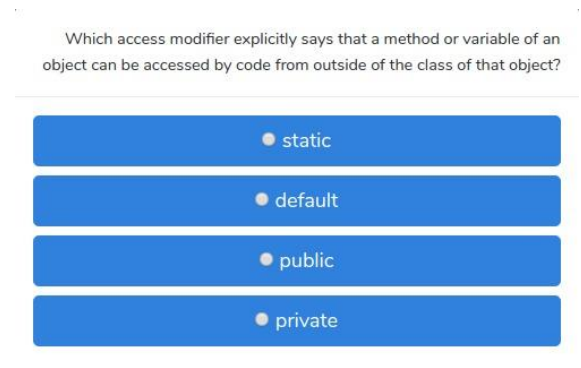 Which access modifier explicitly says that a method or variable of an
object can be accessed by code from outside of the class of that object?
static
default
public
private